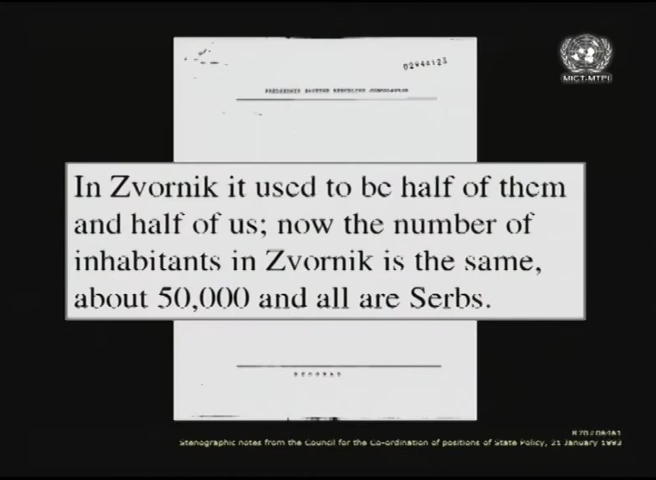 MICT-MTPI
02944123
In Zvornik it used to be half of them
and half of us; now the number of
inhabitants in Zvornik is the same,
about 50,000 and all are Serbs.
BEOGRAD
Stenographic notes from the Council for the Co-ordination of positions of State Policy, 21 January 1993